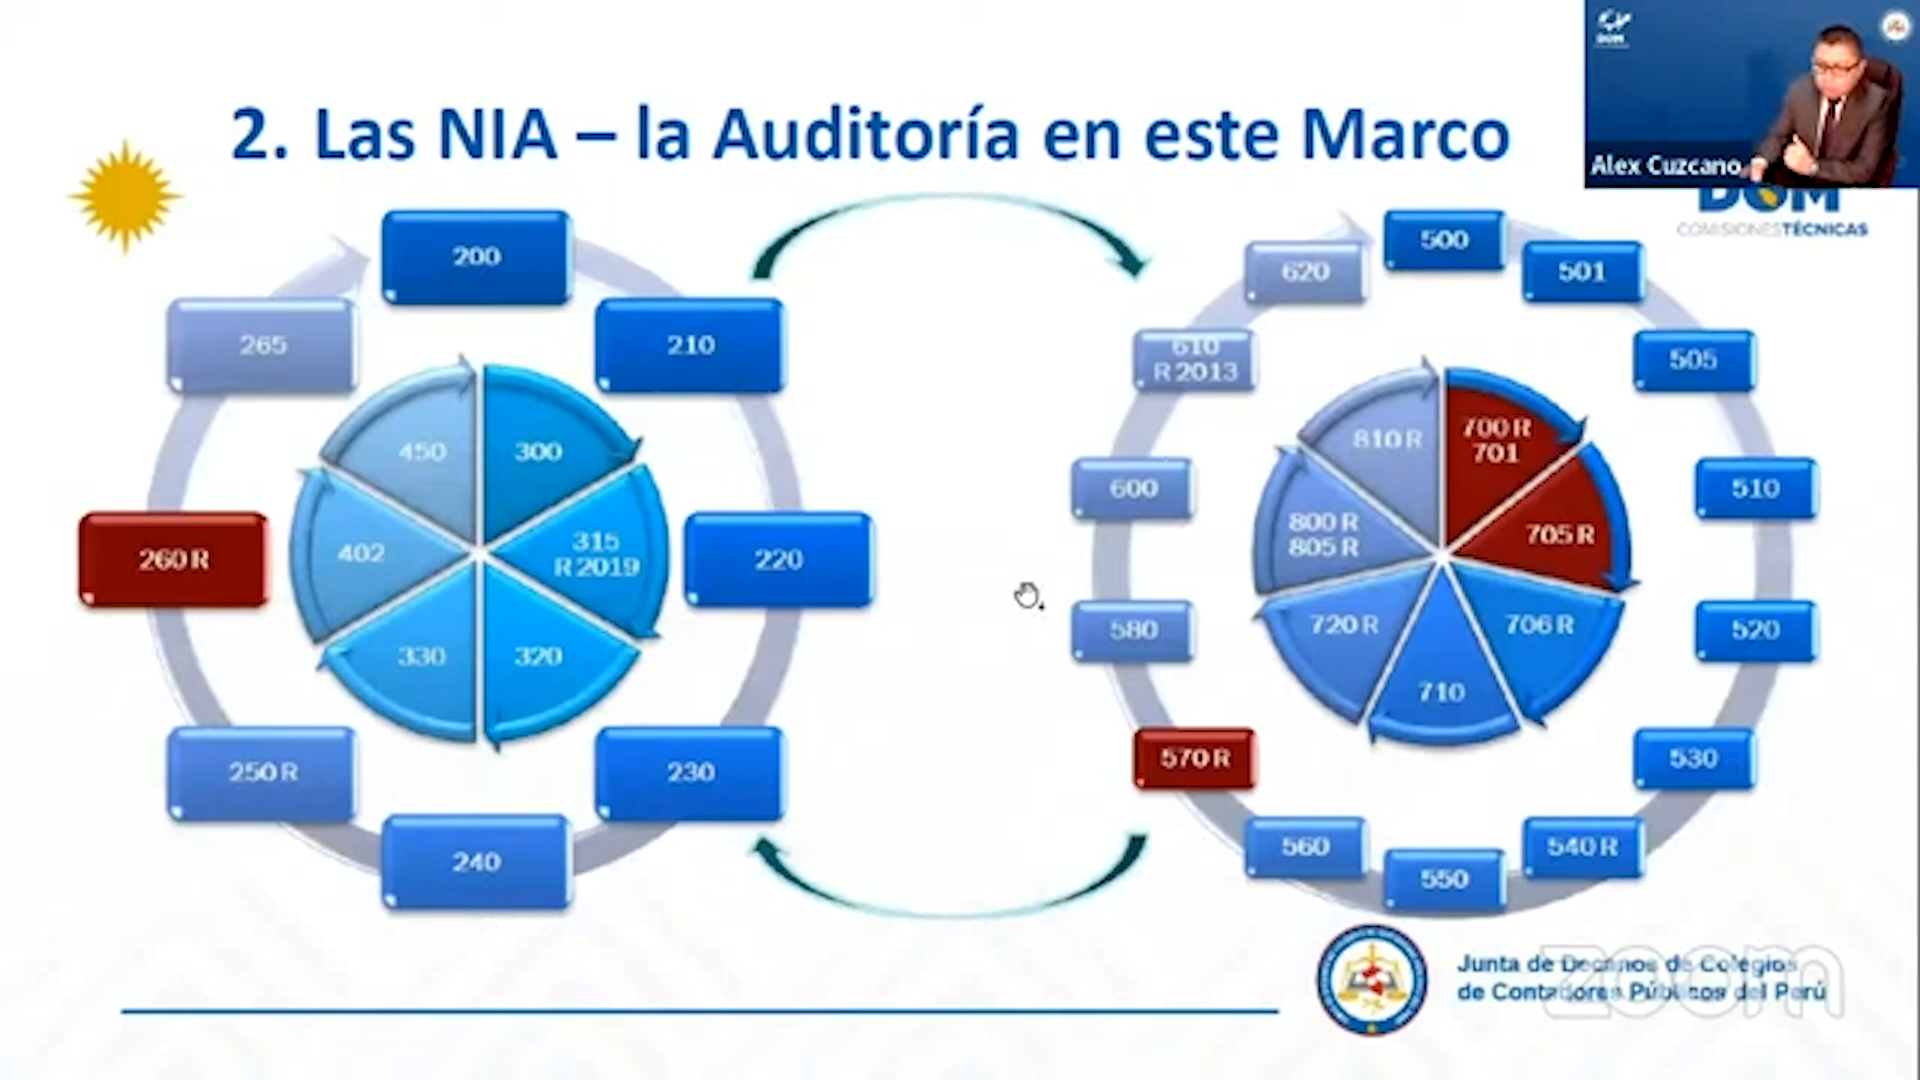 2. Las NIA – la Auditoría en este Marco
Alex Cuzcano
DOM
COMISIONES TÉCNICAS
200
210
220
230
240
250 R
260 R
265
300
315
R 2019
320
330
402
450
500
501
505
510
520
530
540 R
550
560
570 R
580
600
610
R 2013
620
700 R
701
705 R
706 R
710
720 R
800 R
805 R
810 R
Junta de Decanos de Colegios
de Contadores Públicos del Perú
zoom